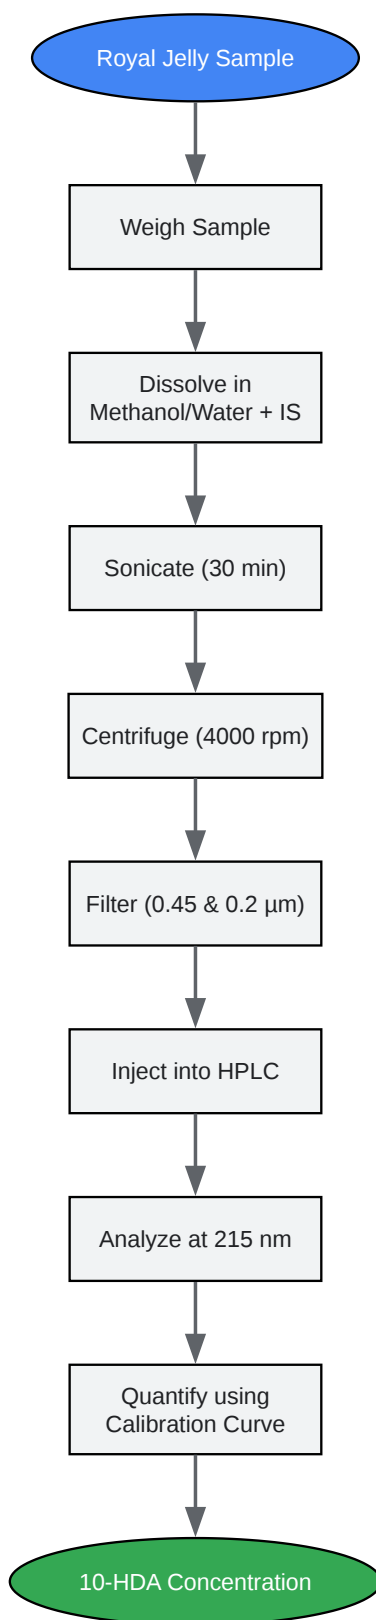 Royal Jelly Sample
Weigh Sample
Dissolve in
Methanol/Water + IS
Sonicate (30 min)
Centrifuge (4000 rpm)
Filter (0.45 & 0.2 µm)
Inject into HPLC
Analyze at 215 nm
Quantify using
Calibration Curve
10-HDA Concentration